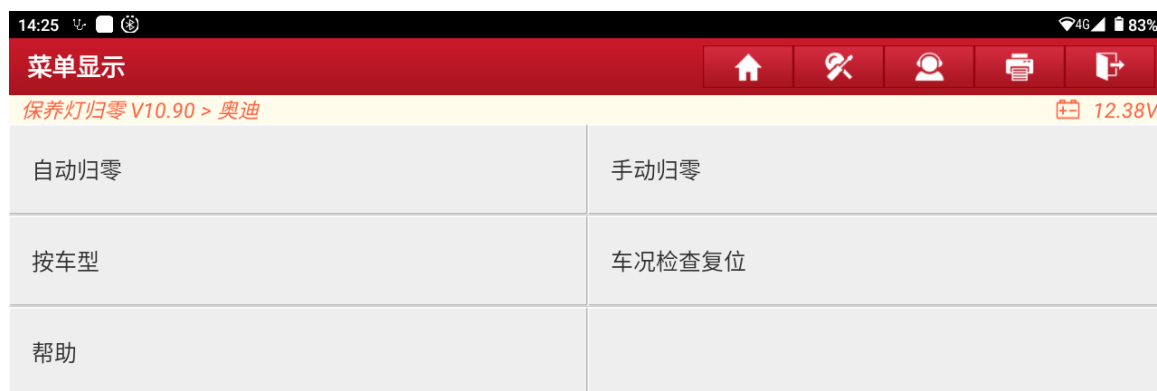 14:25 4G 83%
菜单显示
保养灯归零 V10.90 > 奥迪 12.38V
自动归零 手动归零
按车型 车况检查复位
帮助